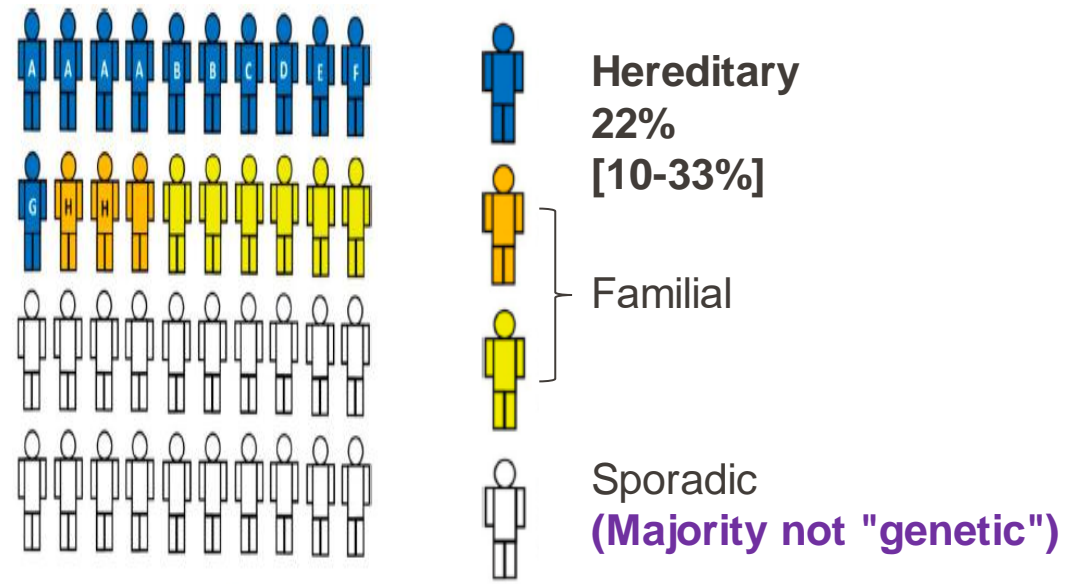 A A A A B B C D E F
G H H
Hereditary
22%
[10-33%]
Familial
Sporadic
(Majority not "genetic")